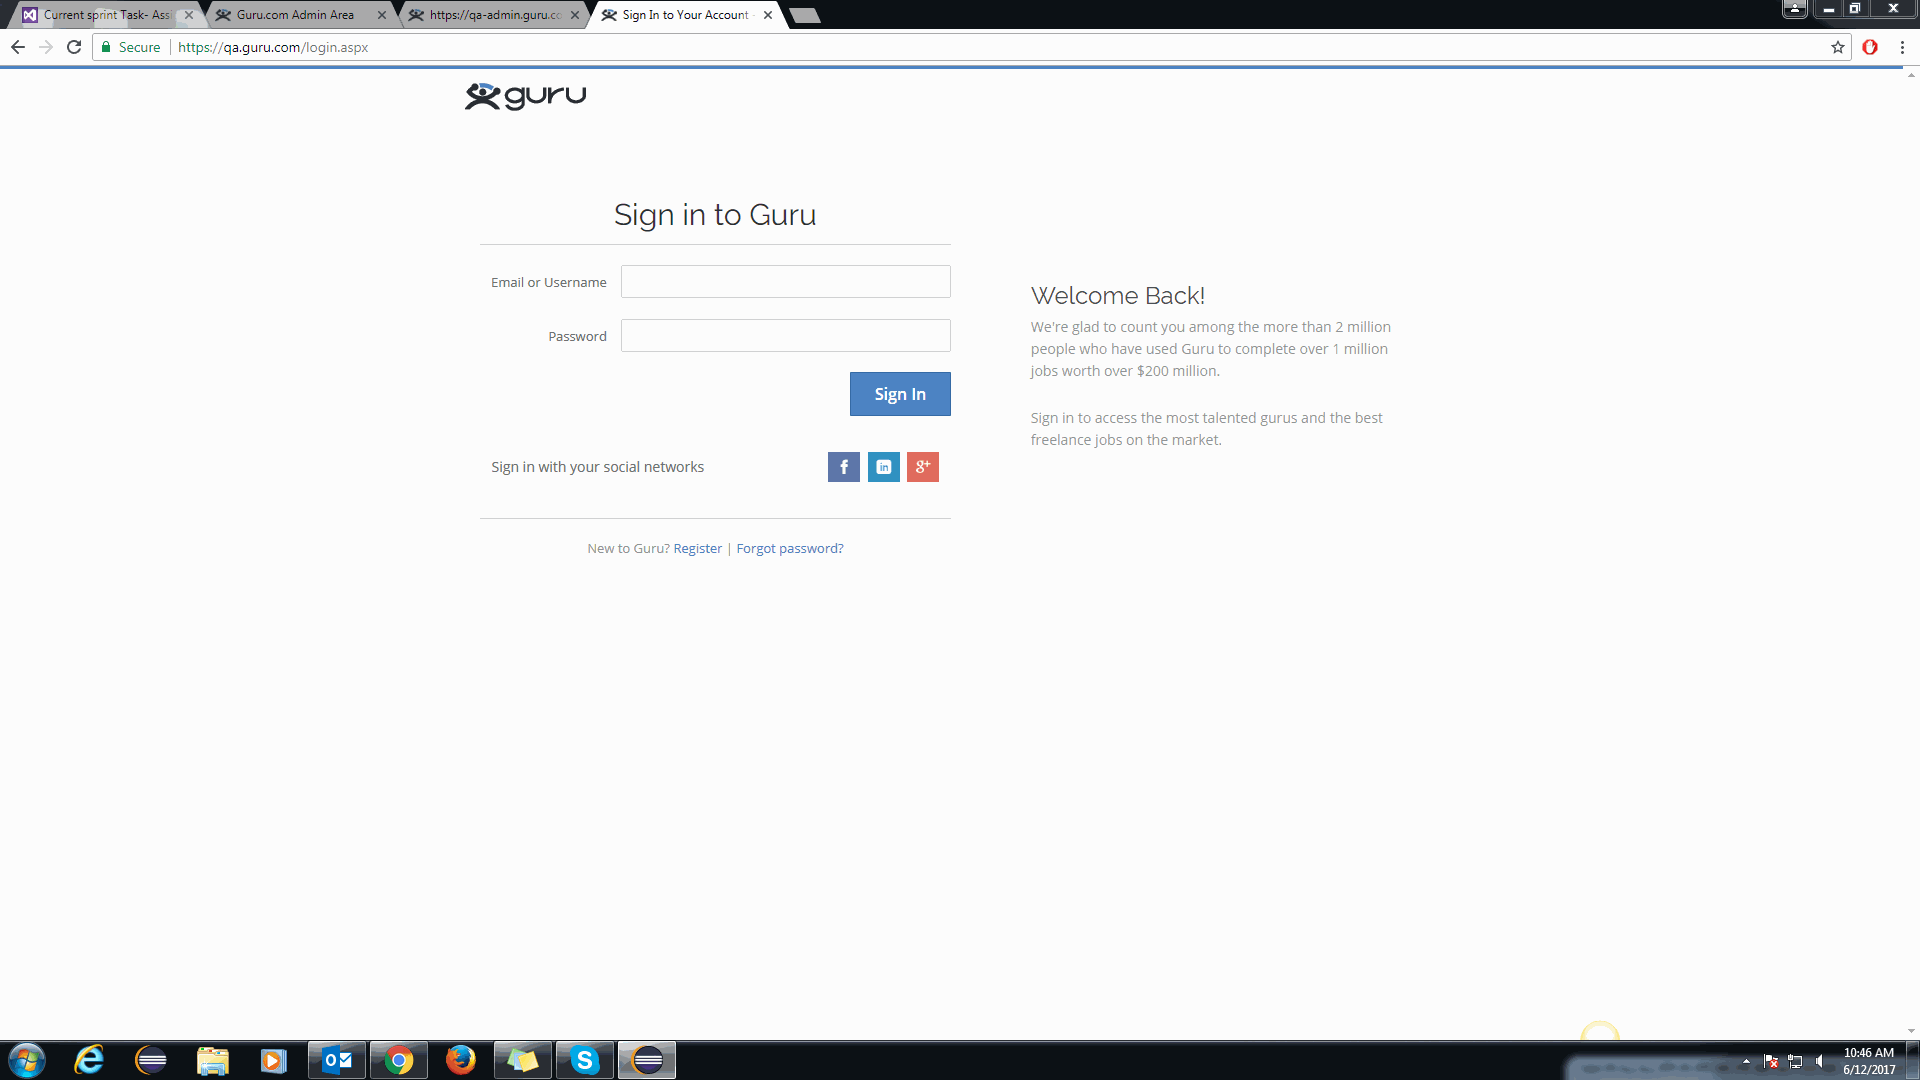 Current sprint Task- Assi
Guru.com Admin Area
https://qa-admin.guru.co
Sign In to Your Account -
Secure
https://qa.guru.com/login.aspx
guru
Sign in to Guru
Email or Username
Password
Sign In
Sign in with your social networks
f
in
g+
New to Guru? Register | Forgot password?
Welcome Back!
We're glad to count you among the more than 2 million
people who have used Guru to complete over 1 million
jobs worth over $200 million.
Sign in to access the most talented gurus and the best
freelance jobs on the market.
10:46 AM
6/12/2017